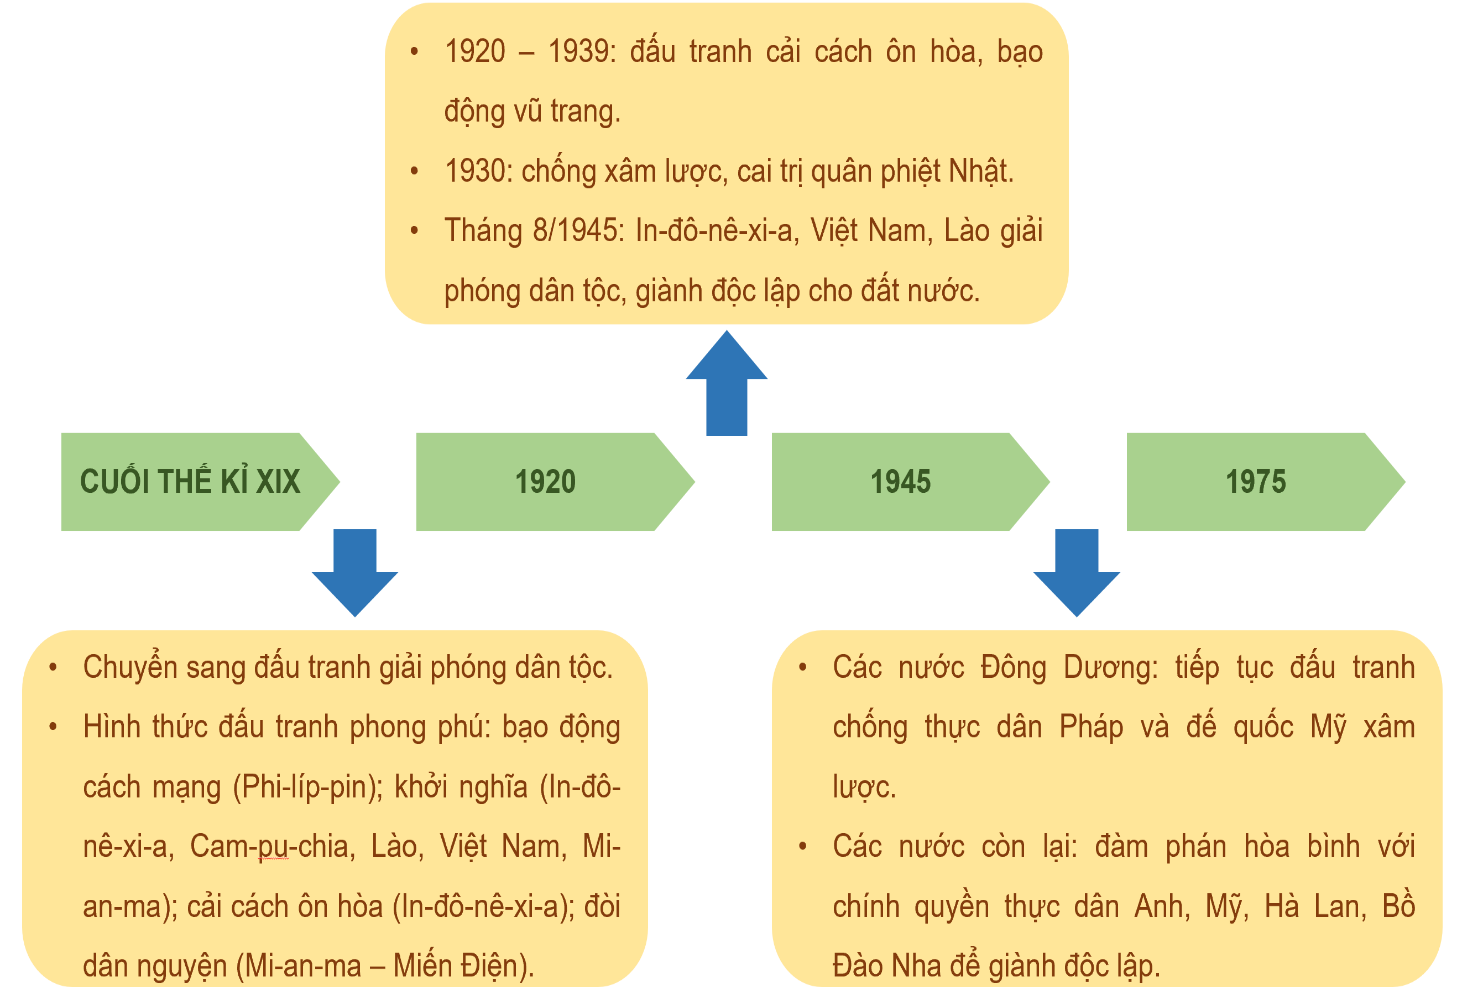 • 1920 – 1939: đấu tranh cải cách ôn hòa, bạo
động vũ trang.
• 1930: chống xâm lược, cai trị quân phiệt Nhật.
• Tháng 8/1945: In-đô-nê-xi-a, Việt Nam, Lào giải
phóng dân tộc, giành độc lập cho đất nước.
CUỐI THẾ KỈ XIX
1920
1945
1975
• Chuyển sang đấu tranh giải phóng dân tộc.
• Hình thức đấu tranh phong phú: bạo động
cách mạng (Phi-líp-pin); khởi nghĩa (In-đô-
nê-xi-a, Cam-pu-chia, Lào, Việt Nam, Mi-
an-ma); cải cách ôn hòa (In-đô-nê-xi-a); đòi
dân nguyện (Mi-an-ma – Miến Điện).
• Các nước Đông Dương: tiếp tục đấu tranh
chống thực dân Pháp và đế quốc Mỹ xâm
lược.
• Các nước còn lại: đàm phán hòa bình với
chính quyền thực dân Anh, Mỹ, Hà Lan, Bồ
Đào Nha để giành độc lập.